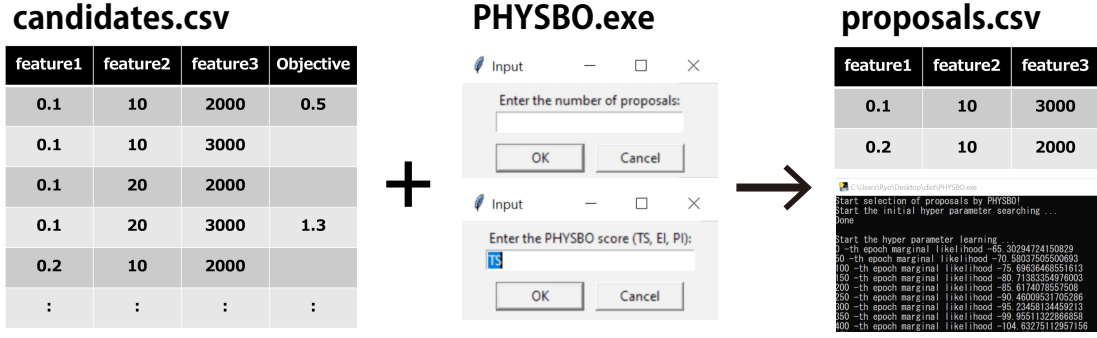 candidates.csv
feature1 feature2 feature3 Objective
0.1 10 2000 0.5
0.1 10 3000
0.1 20 2000
0.1 20 3000 1.3
0.2 10 2000
: : : :
+
PHYSBO.exe
Input
Enter the number of proposals:
OK Cancel
Input
Enter the PHYSBO score (TS, EI, PI):
TS
OK Cancel
proposals.csv
feature1 feature2 feature3
0.1 10 3000
0.2 10 2000
C:\Users\Ryo\Desktop\dist\PHYSBO.exe
Start selection of proposals by PHYSBO!
Start the initial hyper parameter searching ...
Done
Start the hyper parameter learning ...
0 -th epoch marginal likelihood -65.30294724150829
50 -th epoch marginal likelihood -70.58037505500693
100 -th epoch marginal likelihood -75.69636468551613
150 -th epoch marginal likelihood -80.71383354976003
200 -th epoch marginal likelihood -85.6174078557508
250 -th epoch marginal likelihood -90.46009531705286
300 -th epoch marginal likelihood -95.23458134459213
350 -th epoch marginal likelihood -99.95511322866858
400 -th epoch marginal likelihood -104.63275112957156